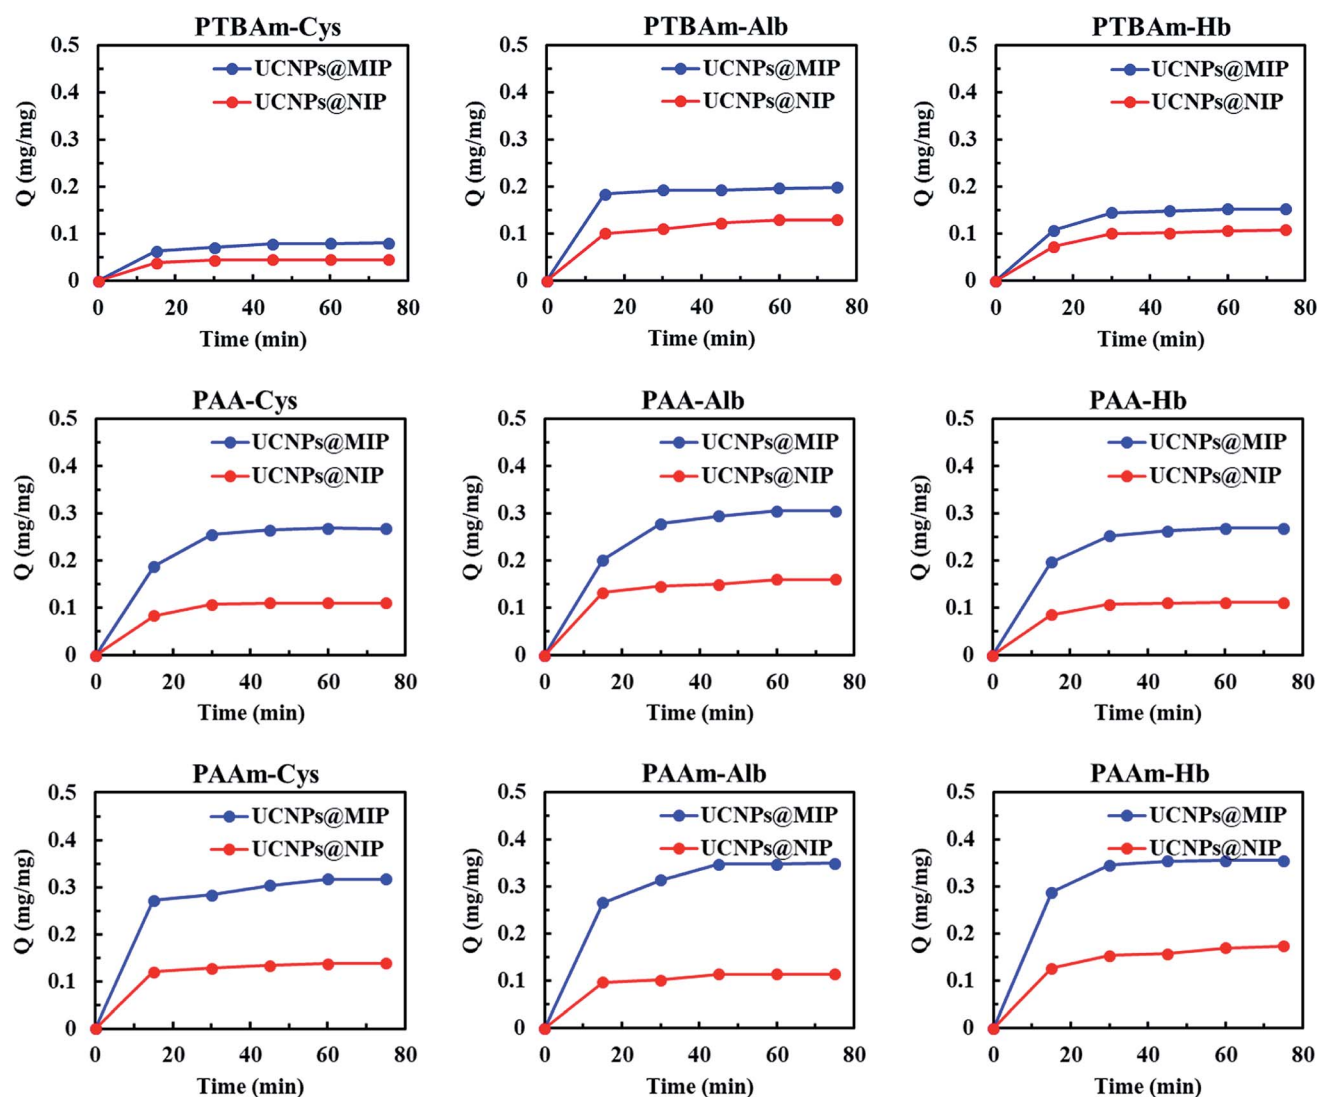 PTBAm-Cys
0.5
0.4
0.3
0.2
0.1
0
Q (mg/mg)
UCNPs@MIP
UCNPs@NIP
0 20 40 60 80
Time (min)
PTBAm-Alb
0.5
0.4
0.3
0.2
0.1
0
Q (mg/mg)
UCNPs@MIP
UCNPs@NIP
0 20 40 60 80
Time (min)
PTBAm-Hb
0.5
0.4
0.3
0.2
0.1
0
Q (mg/mg)
UCNPs@MIP
UCNPs@NIP
0 20 40 60 80
Time (min)
PAA-Cys
0.5
0.4
0.3
0.2
0.1
0
Q (mg/mg)
UCNPs@MIP
UCNPs@NIP
0 20 40 60 80
Time (min)
PAA-Alb
0.5
0.4
0.3
0.2
0.1
0
Q (mg/mg)
UCNPs@MIP
UCNPs@NIP
0 20 40 60 80
Time (min)
PAA-Hb
0.5
0.4
0.3
0.2
0.1
0
Q (mg/mg)
UCNPs@MIP
UCNPs@NIP
0 20 40 60 80
Time (min)
PAAm-Cys
0.5
0.4
0.3
0.2
0.1
0
Q (mg/mg)
UCNPs@MIP
UCNPs@NIP
0 20 40 60 80
Time (min)
PAAm-Alb
0.5
0.4
0.3
0.2
0.1
0
Q (mg/mg)
UCNPs@MIP
UCNPs@NIP
0 20 40 60 80
Time (min)
PAAm-Hb
0.5
0.4
0.3
0.2
0.1
0
Q (mg/mg)
UCNPs@MIP
UCNPs@NIP
0 20 40 60 80
Time (min)